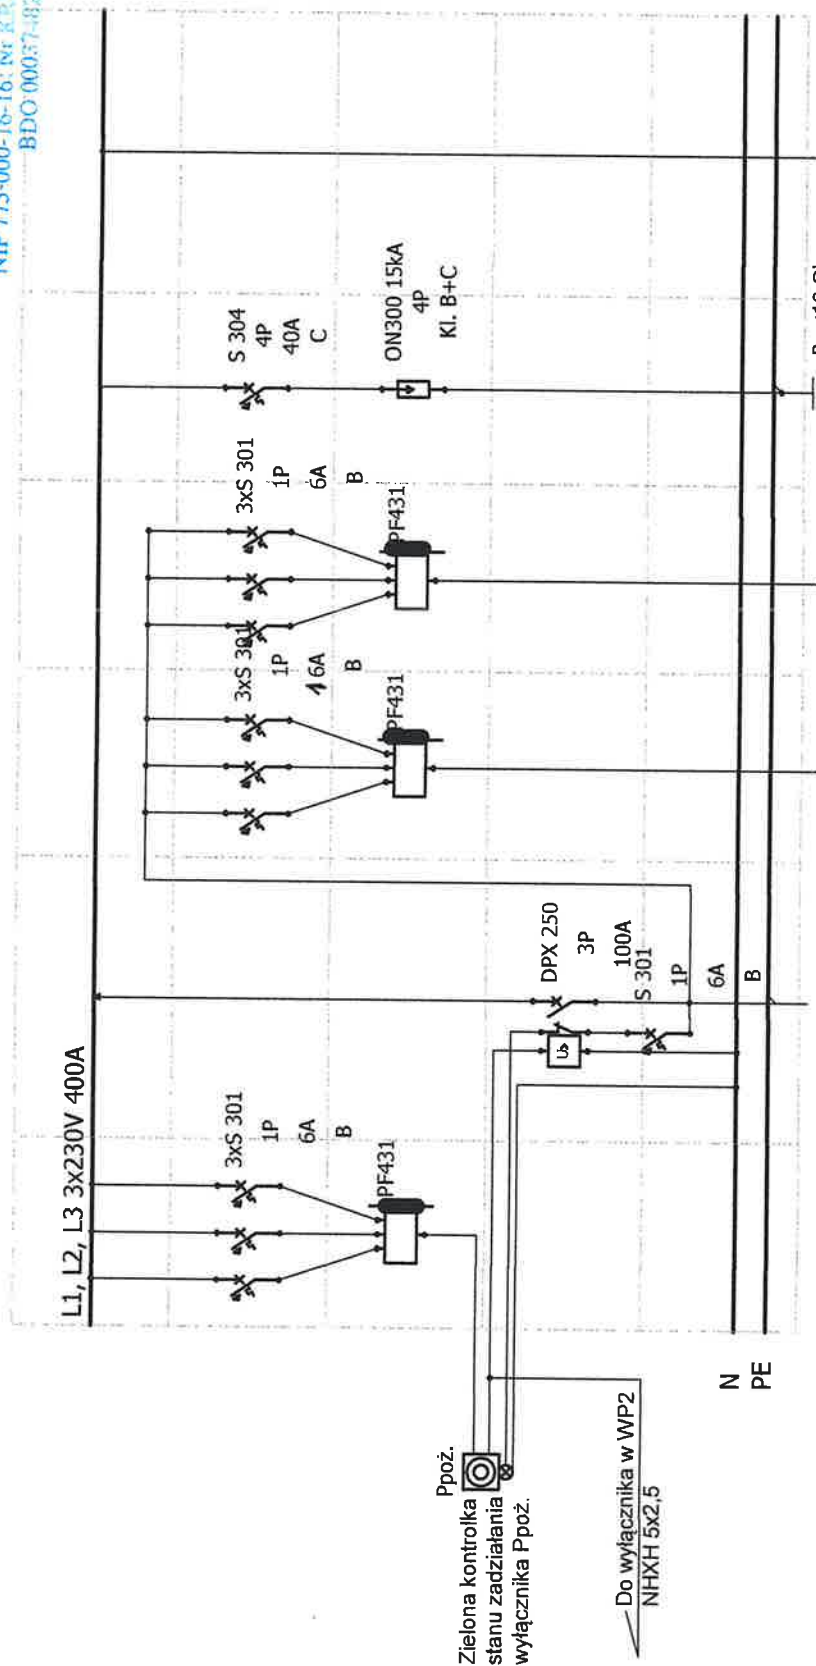 BDO
L1, L2, L3 3x230V 400A
3xS 301
1P
6A
B
PF431
DPX 250
3P
100A
S 301
1P
6A
B
U>
3xS 301
1P
16A
B
PF431
3xS 301
1P
6A
B
PF431
S 304
4P
40A
C
ON300 15kA
4P
Kl. B+C
N
PE
Ppoż.
Zielona kontrolka
stanu zadziałania
wyłącznika Ppoż.
Do wyłącznika w WP2
NHXH 5x2,5